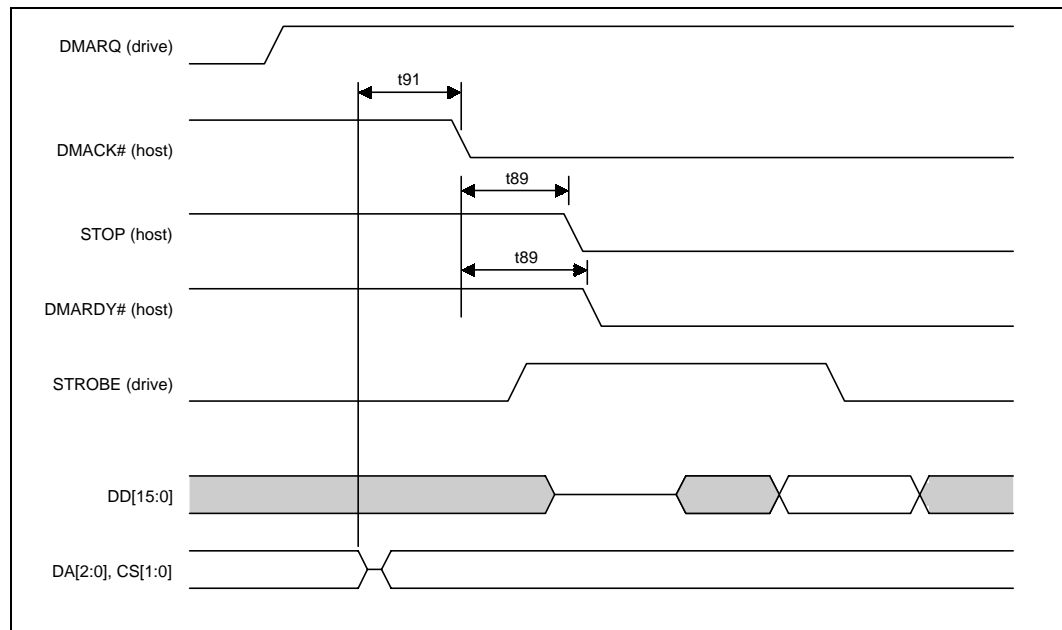 DMARQ (drive)
t91
DMACK# (host)
t89
STOP (host)
t89
DMARDY# (host)
STROBE (drive)
DD[15:0]
DA[2:0], CS[1:0]